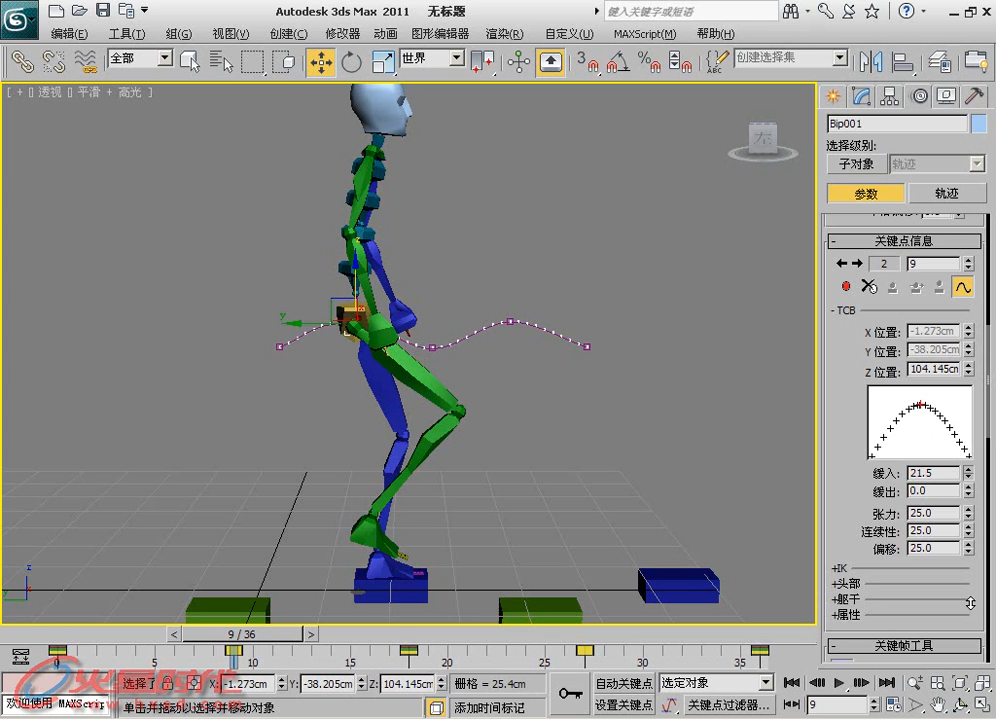 Autodesk 3ds Max 2011 无标题
键入关键字或短语
编辑(E) 工具(T) 组(G) 视图(V) 创建(C) 修改器 动画 图形编辑器 渲染(R) 自定义(U) MAXScript(M) 帮助(H)
全部 世界 3 ABC 创建选择集
[ + [] 透视 [] 平滑 + 高光 ]
左
Bip001
选择级别:
子对象 轨迹
参数 轨迹
- 关键点信息
2 9
- TCB
X 位置: -1.273cm
Y 位置: -38.205cm
Z 位置: 104.145cm
缓入: 21.5
缓出: 0.0
张力: 25.0
连续性: 25.0
偏移: 25.0
+IK
+头部
+躯干
+属性
- 关键帧工具
y
z
< 9 / 36 >
0 5 10 15 20 25 30 35
选择了 X: -1.273cm Y: -38.205cm Z: 104.145cm 栅格 = 25.4cm 自动关键点 选定对象
欢迎使用 MAXScrip 单击并拖动以选择并移动对象 添加时间标记 设置关键点 关键点过滤器... 9
火星时代
www.hxsd.com